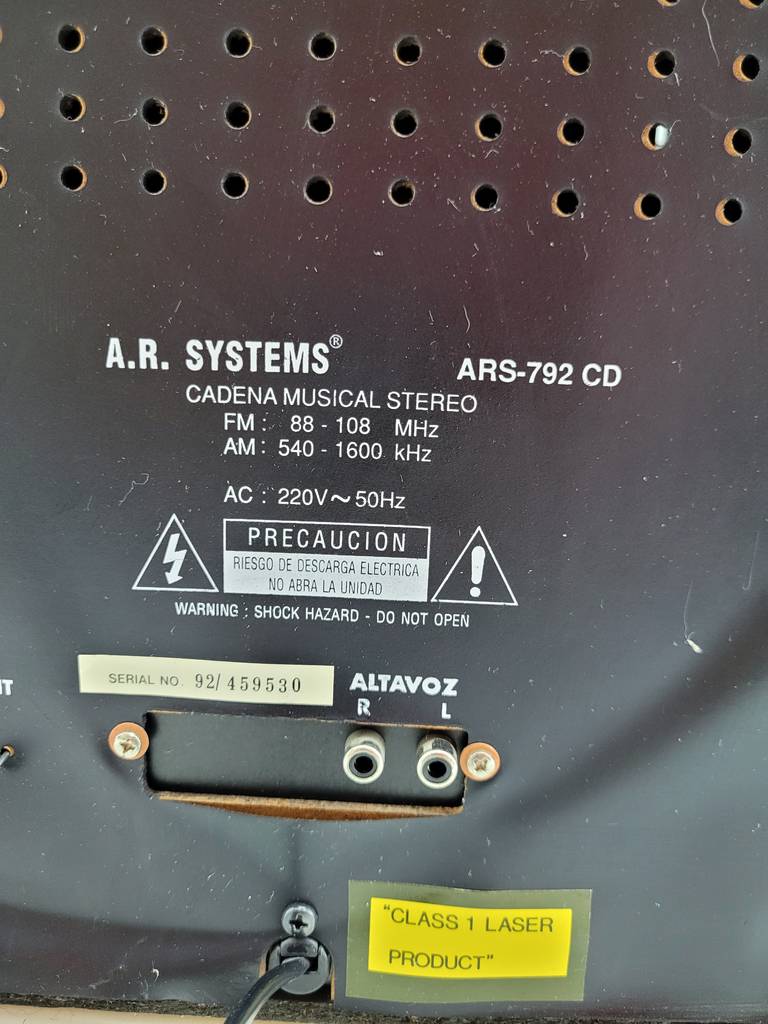 A.R. SYSTEMS®
ARS-792 CD
CADENA MUSICAL STEREO
FM : 88 - 108 MHz
AM : 540 - 1600 kHz
AC : 220V ~ 50Hz
PRECAUCION
RIESGO DE DESCARGA ELECTRICA
NO ABRA LA UNIDAD
WARNING : SHOCK HAZARD - DO NOT OPEN
SERIAL NO. 92/459530
ALTAVOZ
R L
"CLASS 1 LASER
PRODUCT"